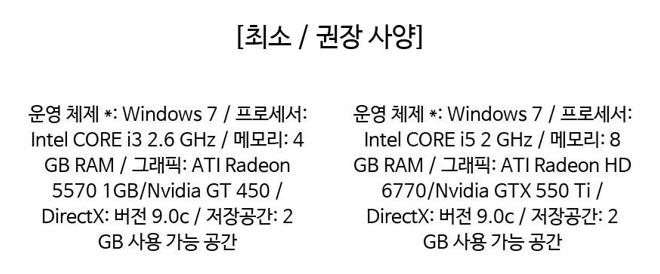 [최소 / 권장 사양]
운영 체제 *: Windows 7 / 프로세서:
Intel CORE i3 2.6 GHz / 메모리: 4
GB RAM / 그래픽: ATI Radeon
5570 1GB/Nvidia GT 450 /
DirectX: 버전 9.0c / 저장공간: 2
GB 사용 가능 공간
운영 체제 *: Windows 7 / 프로세서:
Intel CORE i5 2 GHz / 메모리: 8
GB RAM / 그래픽: ATI Radeon HD
6770/Nvidia GTX 550 Ti /
DirectX: 버전 9.0c / 저장공간: 2
GB 사용 가능 공간